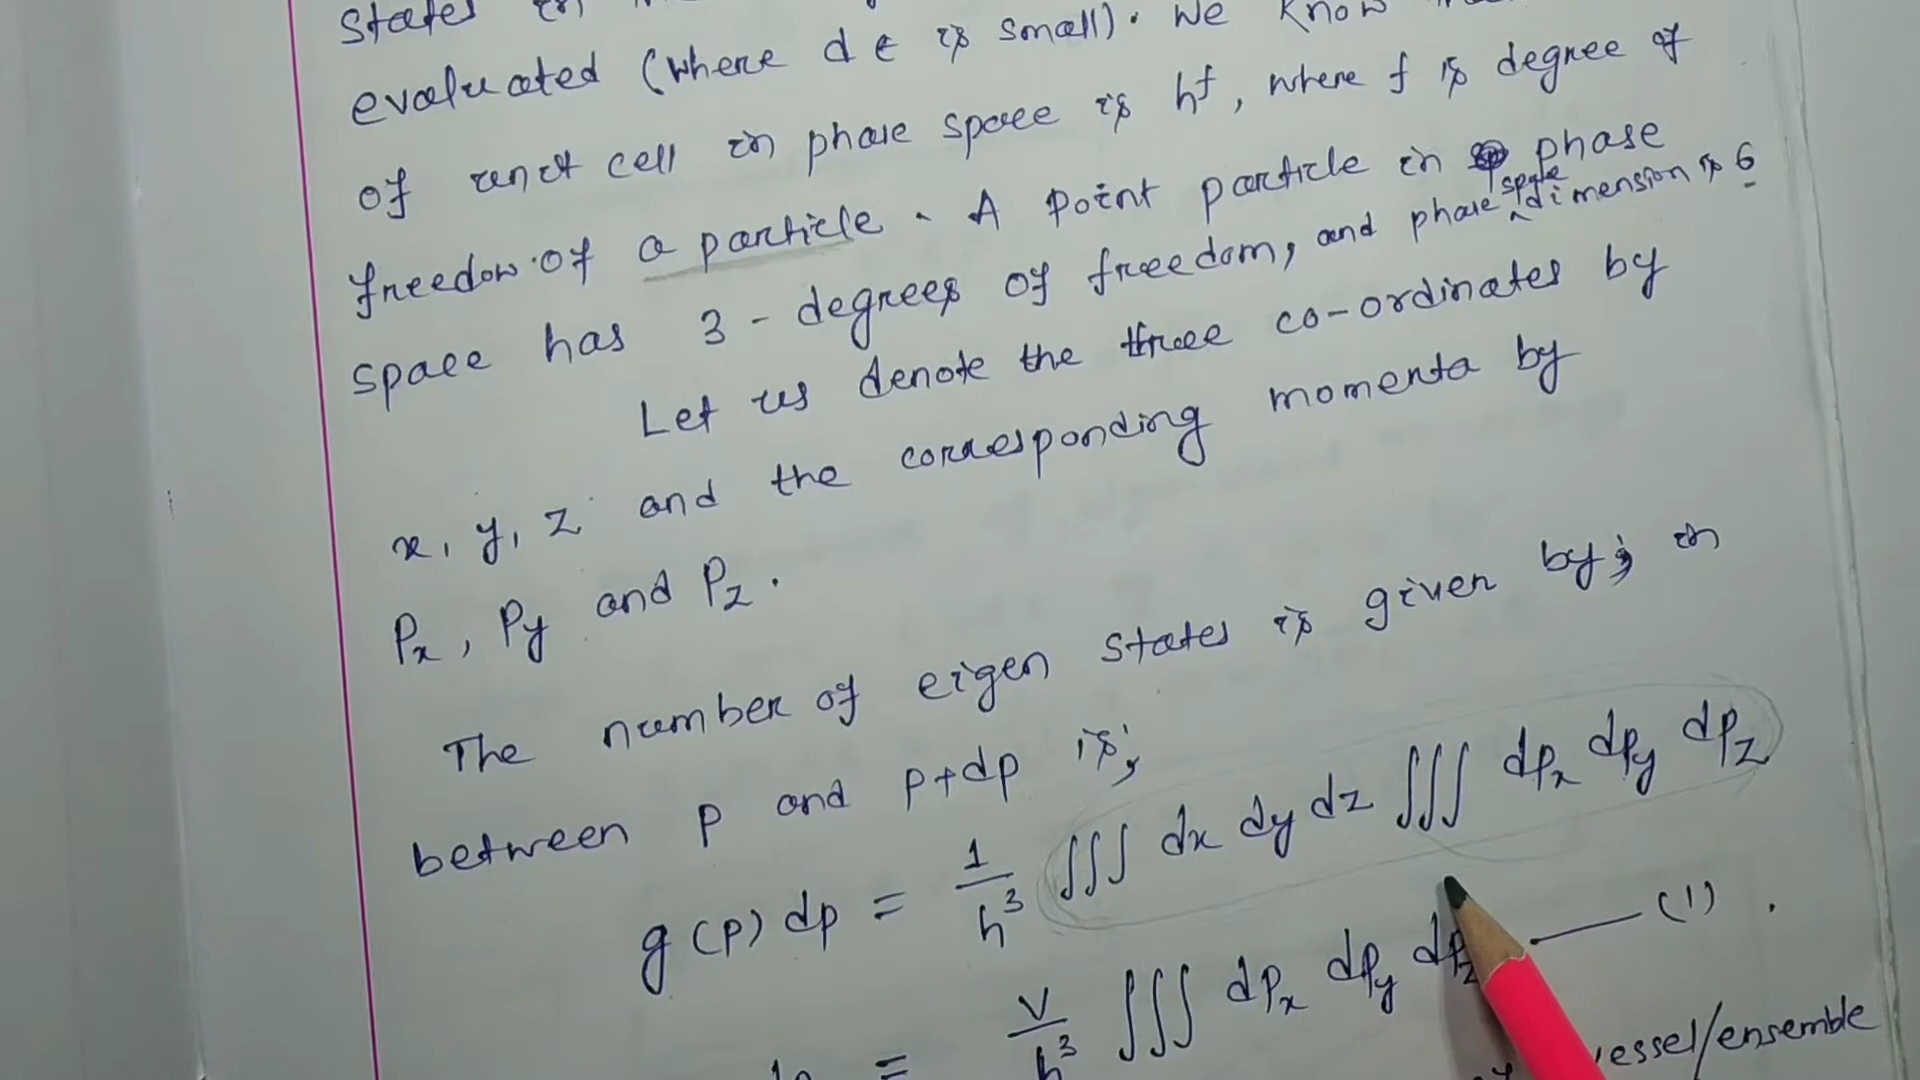 States in
evaluated (where dε is small). We know
of unit cell in phase space is h^f, where f is degree of
freedom of a particle. A point particle in phase
space has 3-degrees of freedom, and phase space dimension is 6
Let us denote the three co-ordinates by
x, y, z and the corresponding momenta by
Px, Py and Pz.
The number of eigen states is given by; in
between p and p+dp is;
g(p) dp = 1/h³ ∭ dx dy dz ∭ dpx dpy dpz
= V/h³ ∭ dpx dpy dpz —— (1).
vessel/ensemble